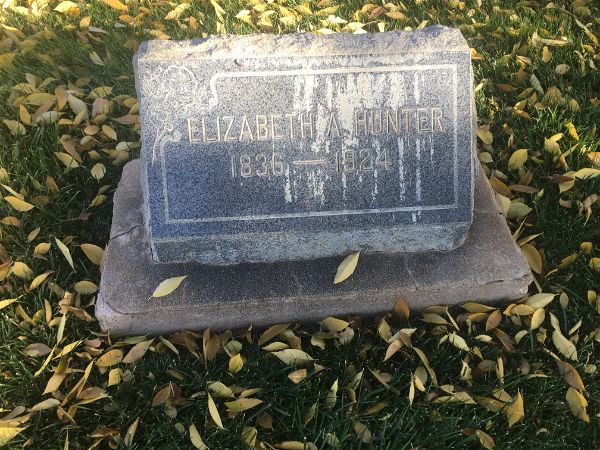 ELIZABETH A. HUNTER
1836 — 1924